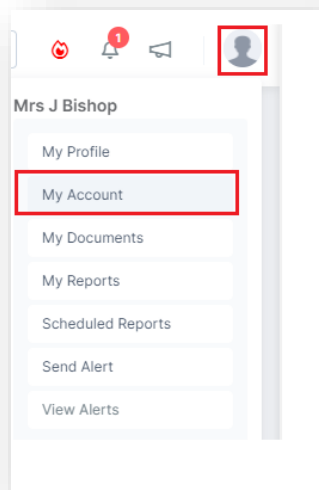 1
Mrs J Bishop
My Profile
My Account
My Documents
My Reports
Scheduled Reports
Send Alert
View Alerts